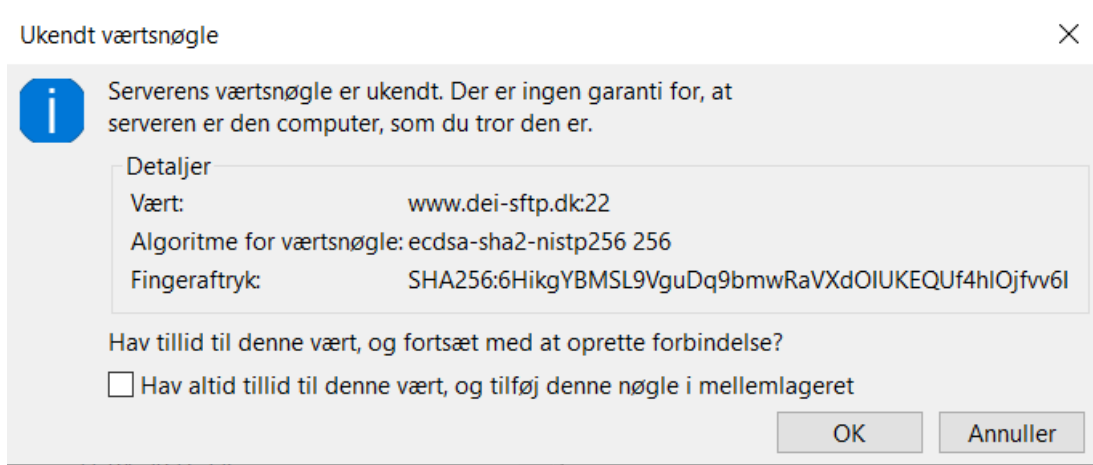 Ukendt værtsnøgle
Serverens værtsnøgle er ukendt. Der er ingen garanti for, at
serveren er den computer, som du tror den er.
Detaljer
Vært: www.dei-sftp.dk:22
Algoritme for værtsnøgle: ecdsa-sha2-nistp256 256
Fingeraftryk: SHA256:6HikgYBMSL9VguDq9bmwRaVXdOIUKEQUf4hIOjfvv6I
Hav tillid til denne vært, og fortsæt med at oprette forbindelse?
Hav altid tillid til denne vært, og tilføj denne nøgle i mellemlageret
OK
Annuller